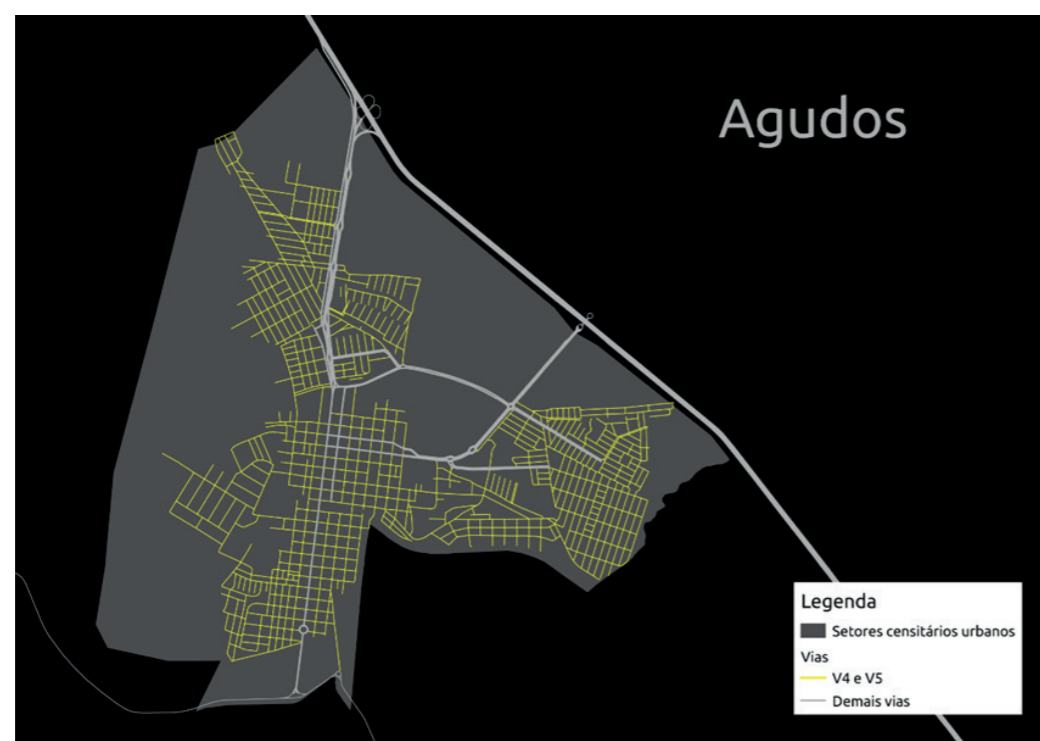 Agudos
Legenda
Setores censitários urbanos
Vias
V4 e V5
Demais vias